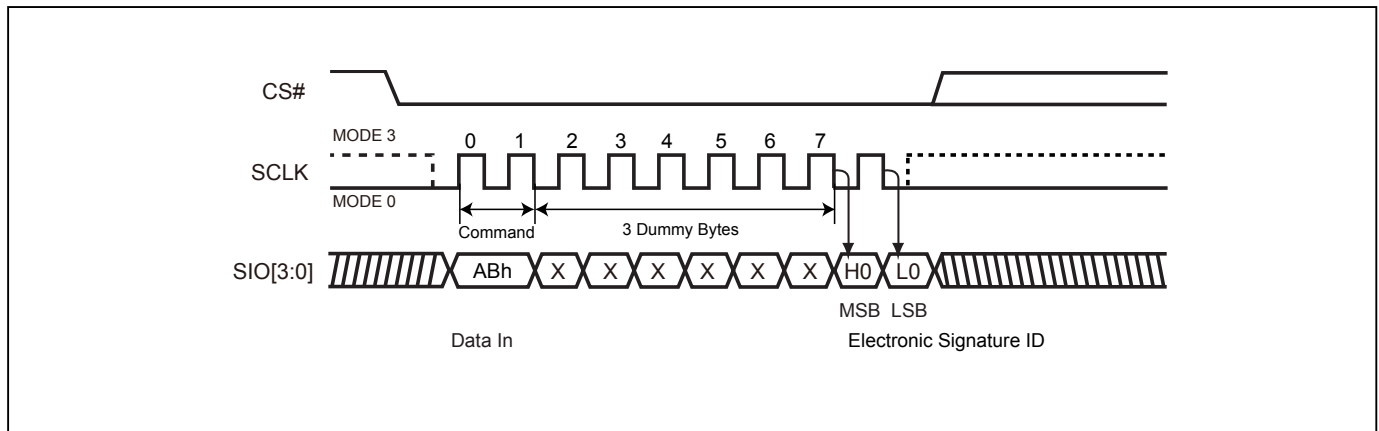 CS#
MODE 3
0 1 2 3 4 5 6 7
SCLK
MODE 0
Command 3 Dummy Bytes
SIO[3:0] ABh X X X X X X H0 L0
MSB LSB
Data In Electronic Signature ID